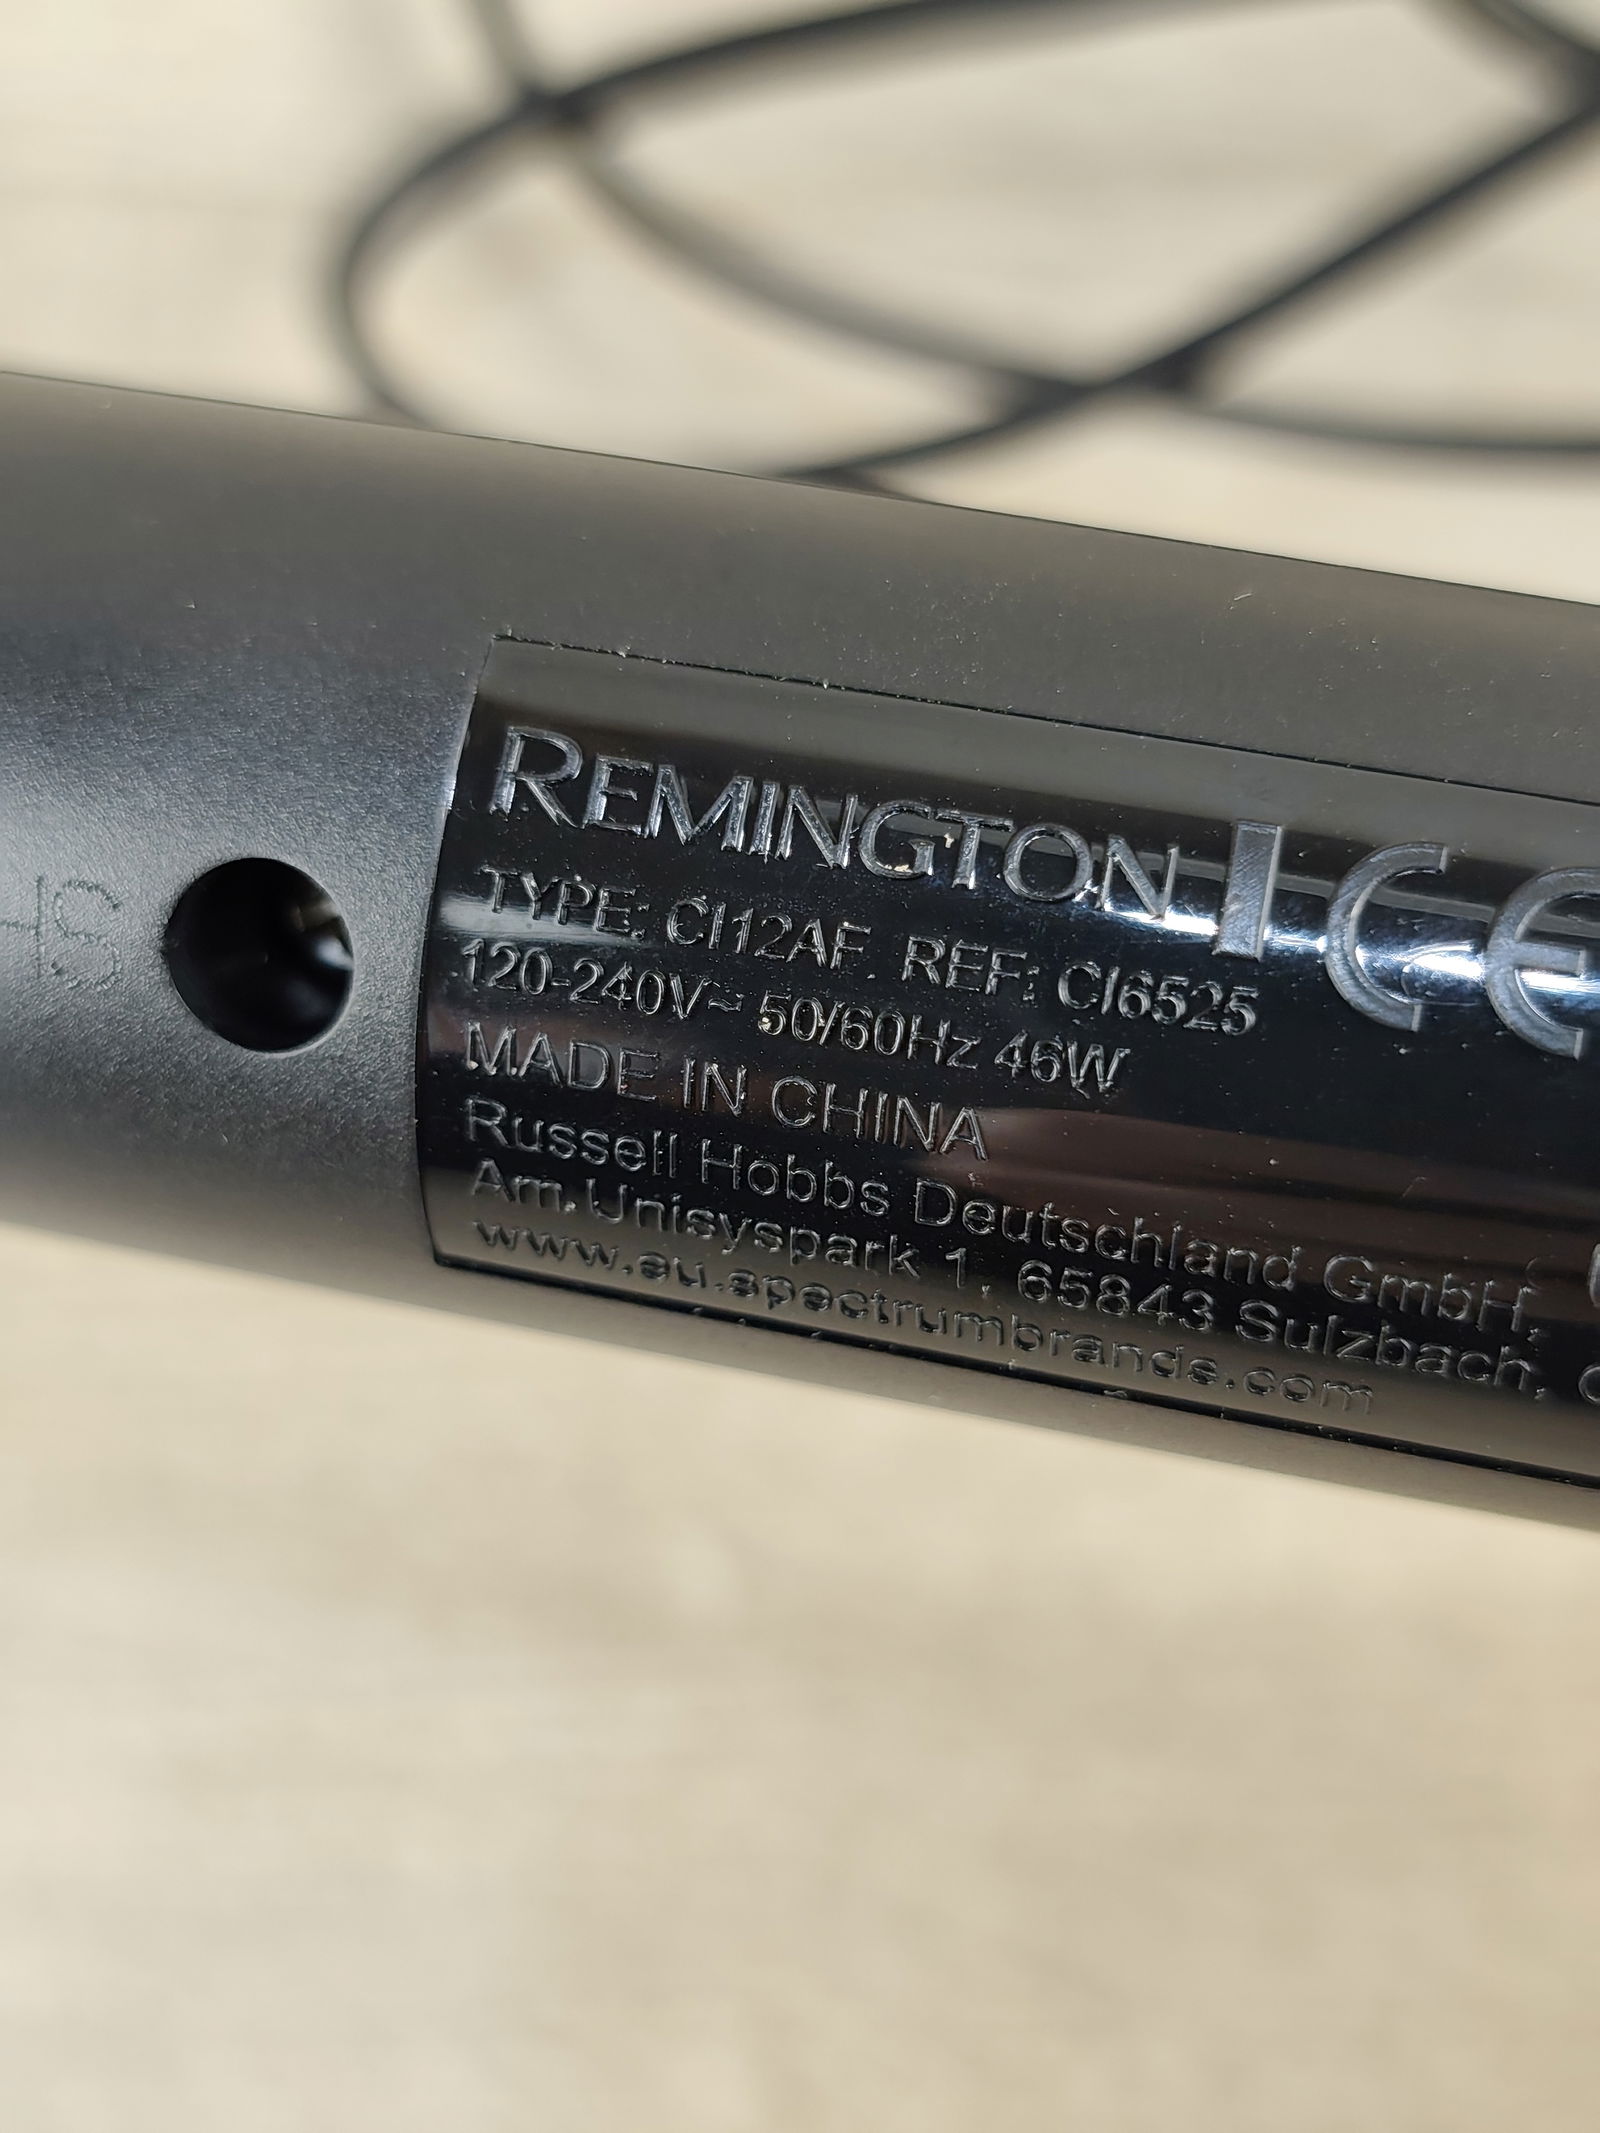 REMINGTON
TYPE: CI12AF REF: CI6525
120-240V~ 50/60Hz 46W
MADE IN CHINA
Russell Hobbs Deutschland GmbH,
Am Unisyspark 1, 65843 Sulzbach,
www.eu.spectrumbrands.com